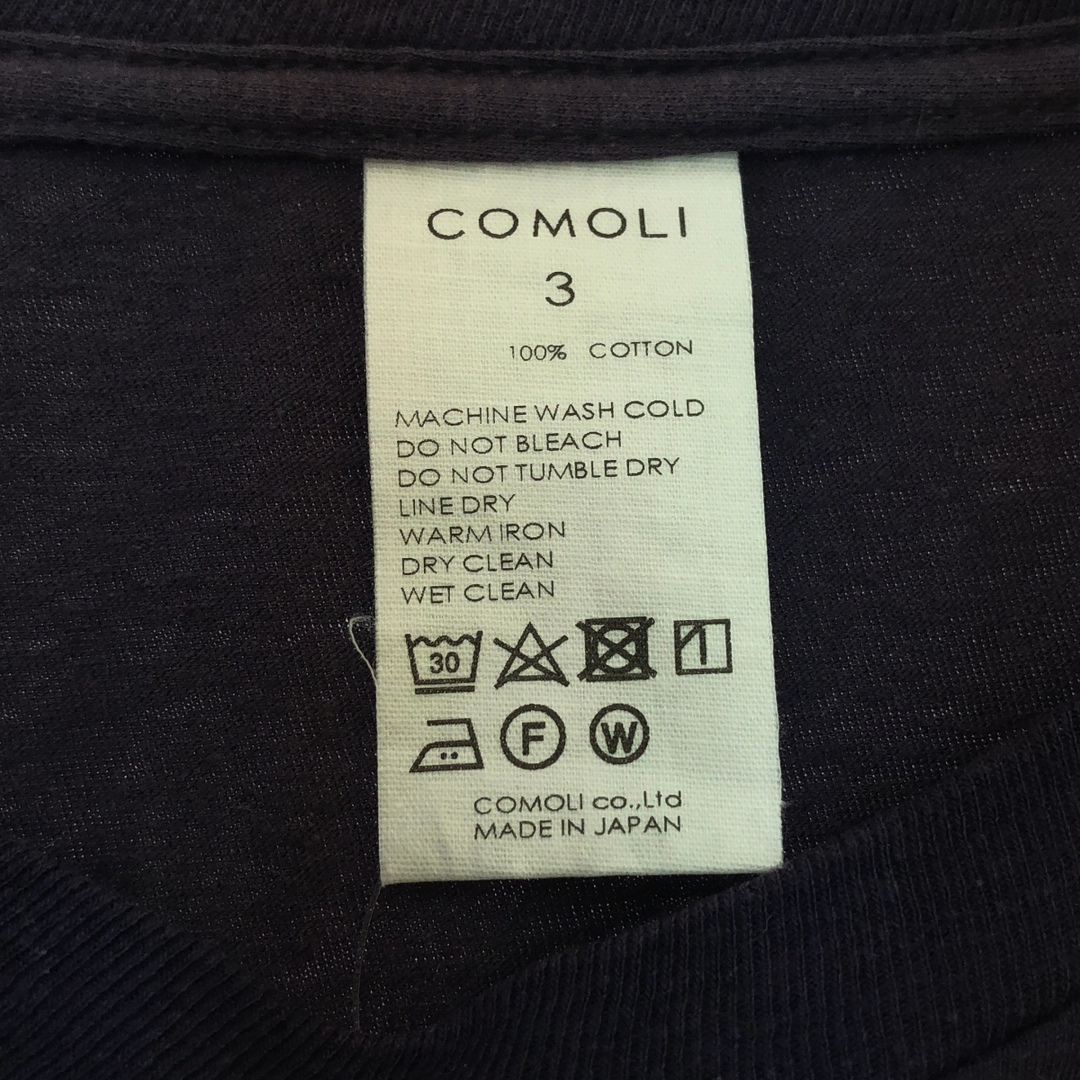 COMOLI
3
100% COTTON
MACHINE WASH COLD
DO NOT BLEACH
DO NOT TUMBLE DRY
LINE DRY
WARM IRON
DRY CLEAN
WET CLEAN
30
F W
COMOLI co.,Ltd
MADE IN JAPAN